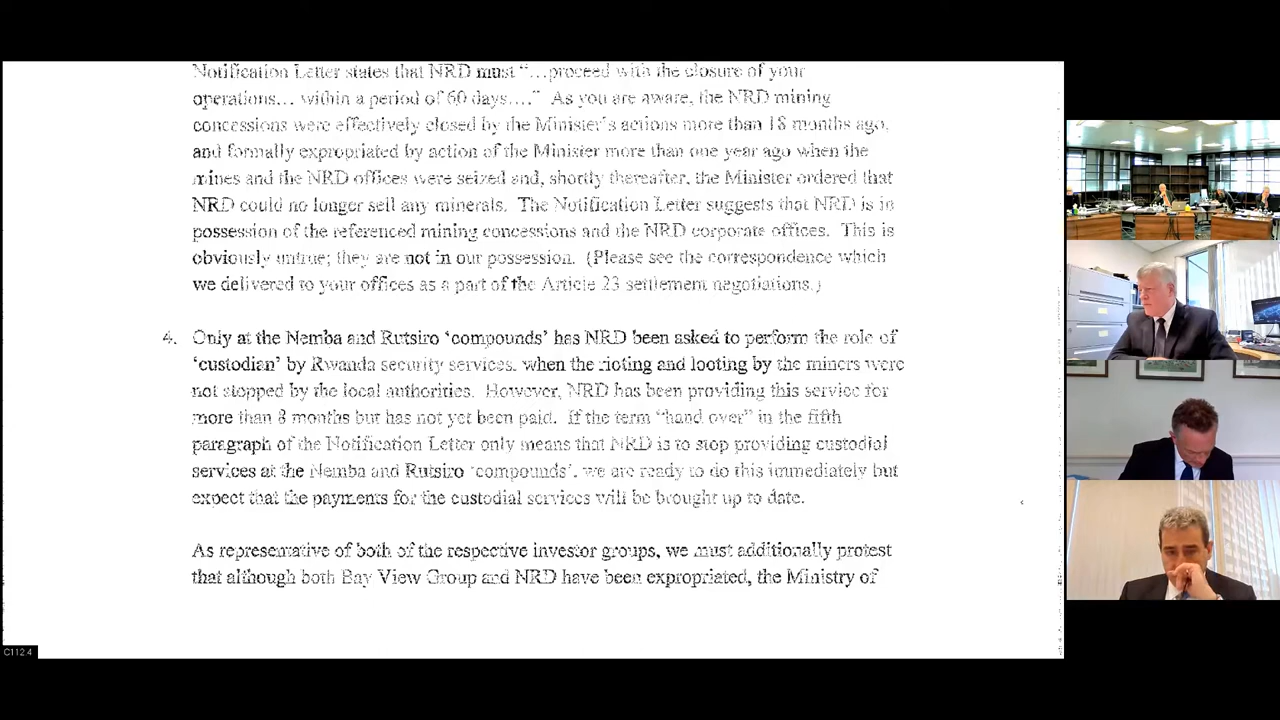 Notification Letter states that NRD must "…proceed with the closure of your
operations… within a period of 60 days…." As you are aware, the NRD mining
concessions were effectively closed by the Minister's actions more than 18 months ago,
and formally expropriated by action of the Minister more than one year ago when the
mines and the NRD offices were seized and, shortly thereafter, the Minister ordered that
NRD could no longer sell any minerals. The Notification Letter suggests that NRD is in
possession of the referenced mining concessions and the NRD corporate offices. This is
obviously untrue; they are not in our possession. (Please see the correspondence which
we delivered to your offices as a part of the Article 23 settlement negotiations.)
4. Only at the Nemba and Rutsiro 'compounds' has NRD been asked to perform the role of
'custodian' by Rwanda security services, when the rioting and looting by the miners were
not stopped by the local authorities. However, NRD has been providing this service for
more than 8 months but has not yet been paid. If the term "hand over" in the fifth
paragraph of the Notification Letter only means that NRD is to stop providing custodial
services at the Nemba and Rutsiro 'compounds', we are ready to do this immediately but
expect that the payments for the custodial services will be brought up to date.
As representative of both of the respective investor groups, we must additionally protest
that although both Bay View Group and NRD have been expropriated, the Ministry of
C112.4